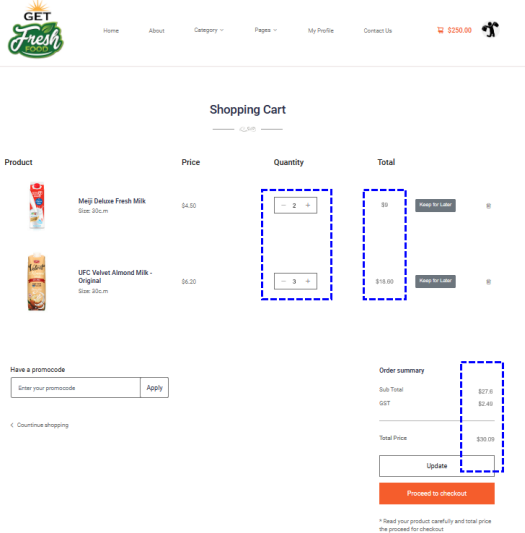 GET
Fresh
FOOD
Home About Category Pages My Profile Contact Us $250.00
Shopping Cart
Product Price Quantity Total
Meiji Deluxe Fresh Milk
Size: 30c,m
$4.50 − 2 + $9 Keep for Later
UFC Velvet Almond Milk -
Original
Size: 30c,m
$6.20 − 3 + $18.60 Keep for Later
Have a promocode
Enter your promocode Apply
< Countinue shopping
Order summary
Sub Total $27.6
GST $2.49
Total Price $30.09
Update
Proceed to checkout
* Read your product carefully and total price
the proceed for checkout